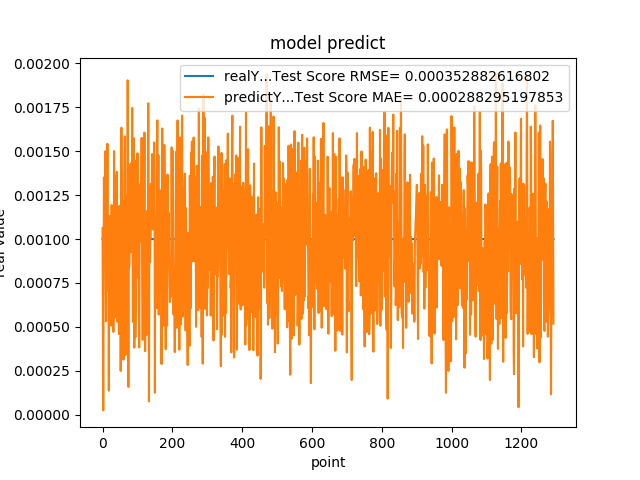 model predict
realY...Test Score RMSE= 0.000352882616802
predictY...Test Score MAE= 0.000288295197853
0.00200
0.00175
0.00150
0.00125
0.00100
0.00075
0.00050
0.00025
0.00000
real value
0 200 400 600 800 1000 1200
point